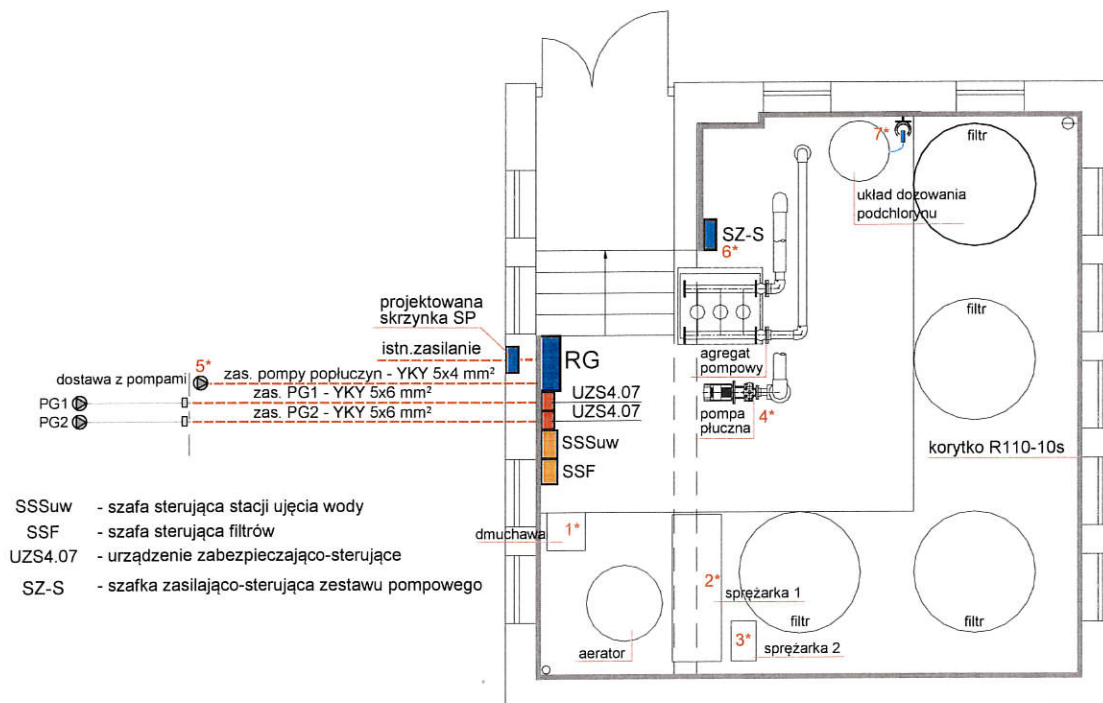 filtr
7*
układ dozowania
podchlorynu
SZ-S
6*
projektowana
skrzynka SP
istn.zasilanie
RG
agregat
pompowy
filtr
5*
dostawa z pompami
zas. pompy popłuczyn - YKY 5x4 mm²
zas. PG1 - YKY 5x6 mm²
UZS4.07
PG1
zas. PG2 - YKY 5x6 mm²
UZS4.07
PG2
pompa
płuczna
4*
SSSuw
SSF
korytko R110-10s
SSSuw - szafa sterująca stacji ujęcia wody
SSF - szafa sterująca filtrów
UZS4.07 - urządzenie zabezpieczająco-sterujące
SZ-S - szafka zasilająco-sterująca zestawu pompowego
dmuchawa
1*
2*
sprężarka 1
filtr
filtr
3*
sprężarka 2
aerator